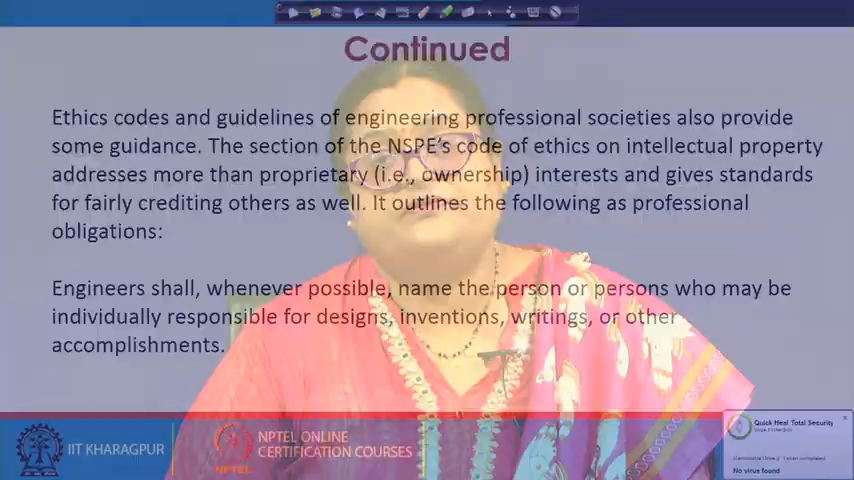 Continued
Ethics codes and guidelines of engineering professional societies also provide
some guidance. The section of the NSPE's code of ethics on intellectual property
addresses more than proprietary (i.e., ownership) interests and gives standards
for fairly crediting others as well. It outlines the following as professional
obligations:
Engineers shall, whenever possible, name the person or persons who may be
individually responsible for designs, inventions, writings, or other
accomplishments.
IIT KHARAGPUR
NPTEL
NPTEL ONLINE
CERTIFICATION COURSES
Quick Heal Total Security
No virus found